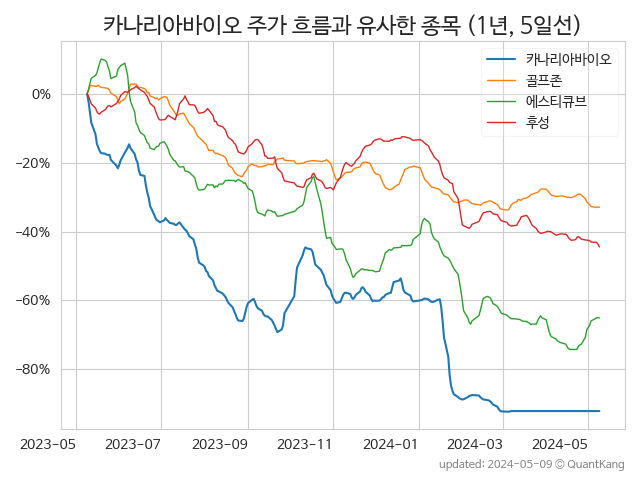 카나리아바이오 주가 흐름과 유사한 종목 (1년, 5일선)
카나리아바이오
골프존
에스티큐브
후성
0%
−20%
−40%
−60%
−80%
2023-05 2023-07 2023-09 2023-11 2024-01 2024-03 2024-05
updated: 2024-05-09 © QuantKang